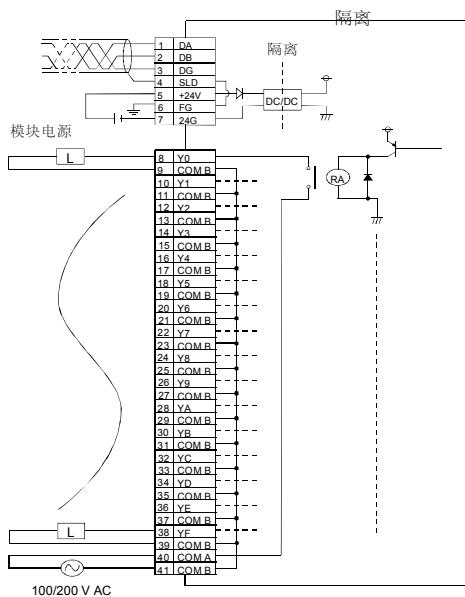 隔离
隔离
1 DA
2 DB
3 DG
4 SLD
5 +24V
6 FG
7 24G
DC/DC
模块电源
L
8 Y0
9 COM B
10 Y1
11 COM B
12 Y2
13 COM B
14 Y3
15 COM B
16 Y4
17 COM B
18 Y5
19 COM B
20 Y6
21 COM B
22 Y7
23 COM B
24 Y8
25 COM B
26 Y9
27 COM B
28 YA
29 COM B
30 YB
31 COM B
32 YC
33 COM B
34 YD
35 COM B
36 YE
37 COM B
38 YF
39 COM B
40 COM A
41 COM B
RA
L
100/200 V AC